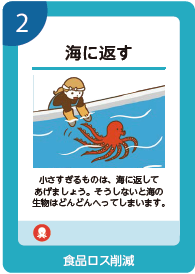 2
海に返す
小さすぎるものは、海に返して
あげましょう。そうしないと海の
生物はどんどんへってしまいます。
食品ロス削減